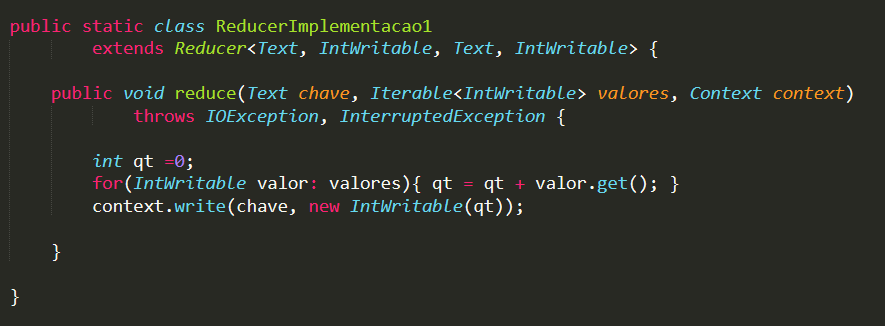 public static class ReducerImplementacao1
extends Reducer<Text, IntWritable, Text, IntWritable> {
public void reduce(Text chave, Iterable<IntWritable> valores, Context context)
throws IOException, InterruptedException {
int qt =0;
for(IntWritable valor: valores){ qt = qt + valor.get(); }
context.write(chave, new IntWritable(qt));
}
}